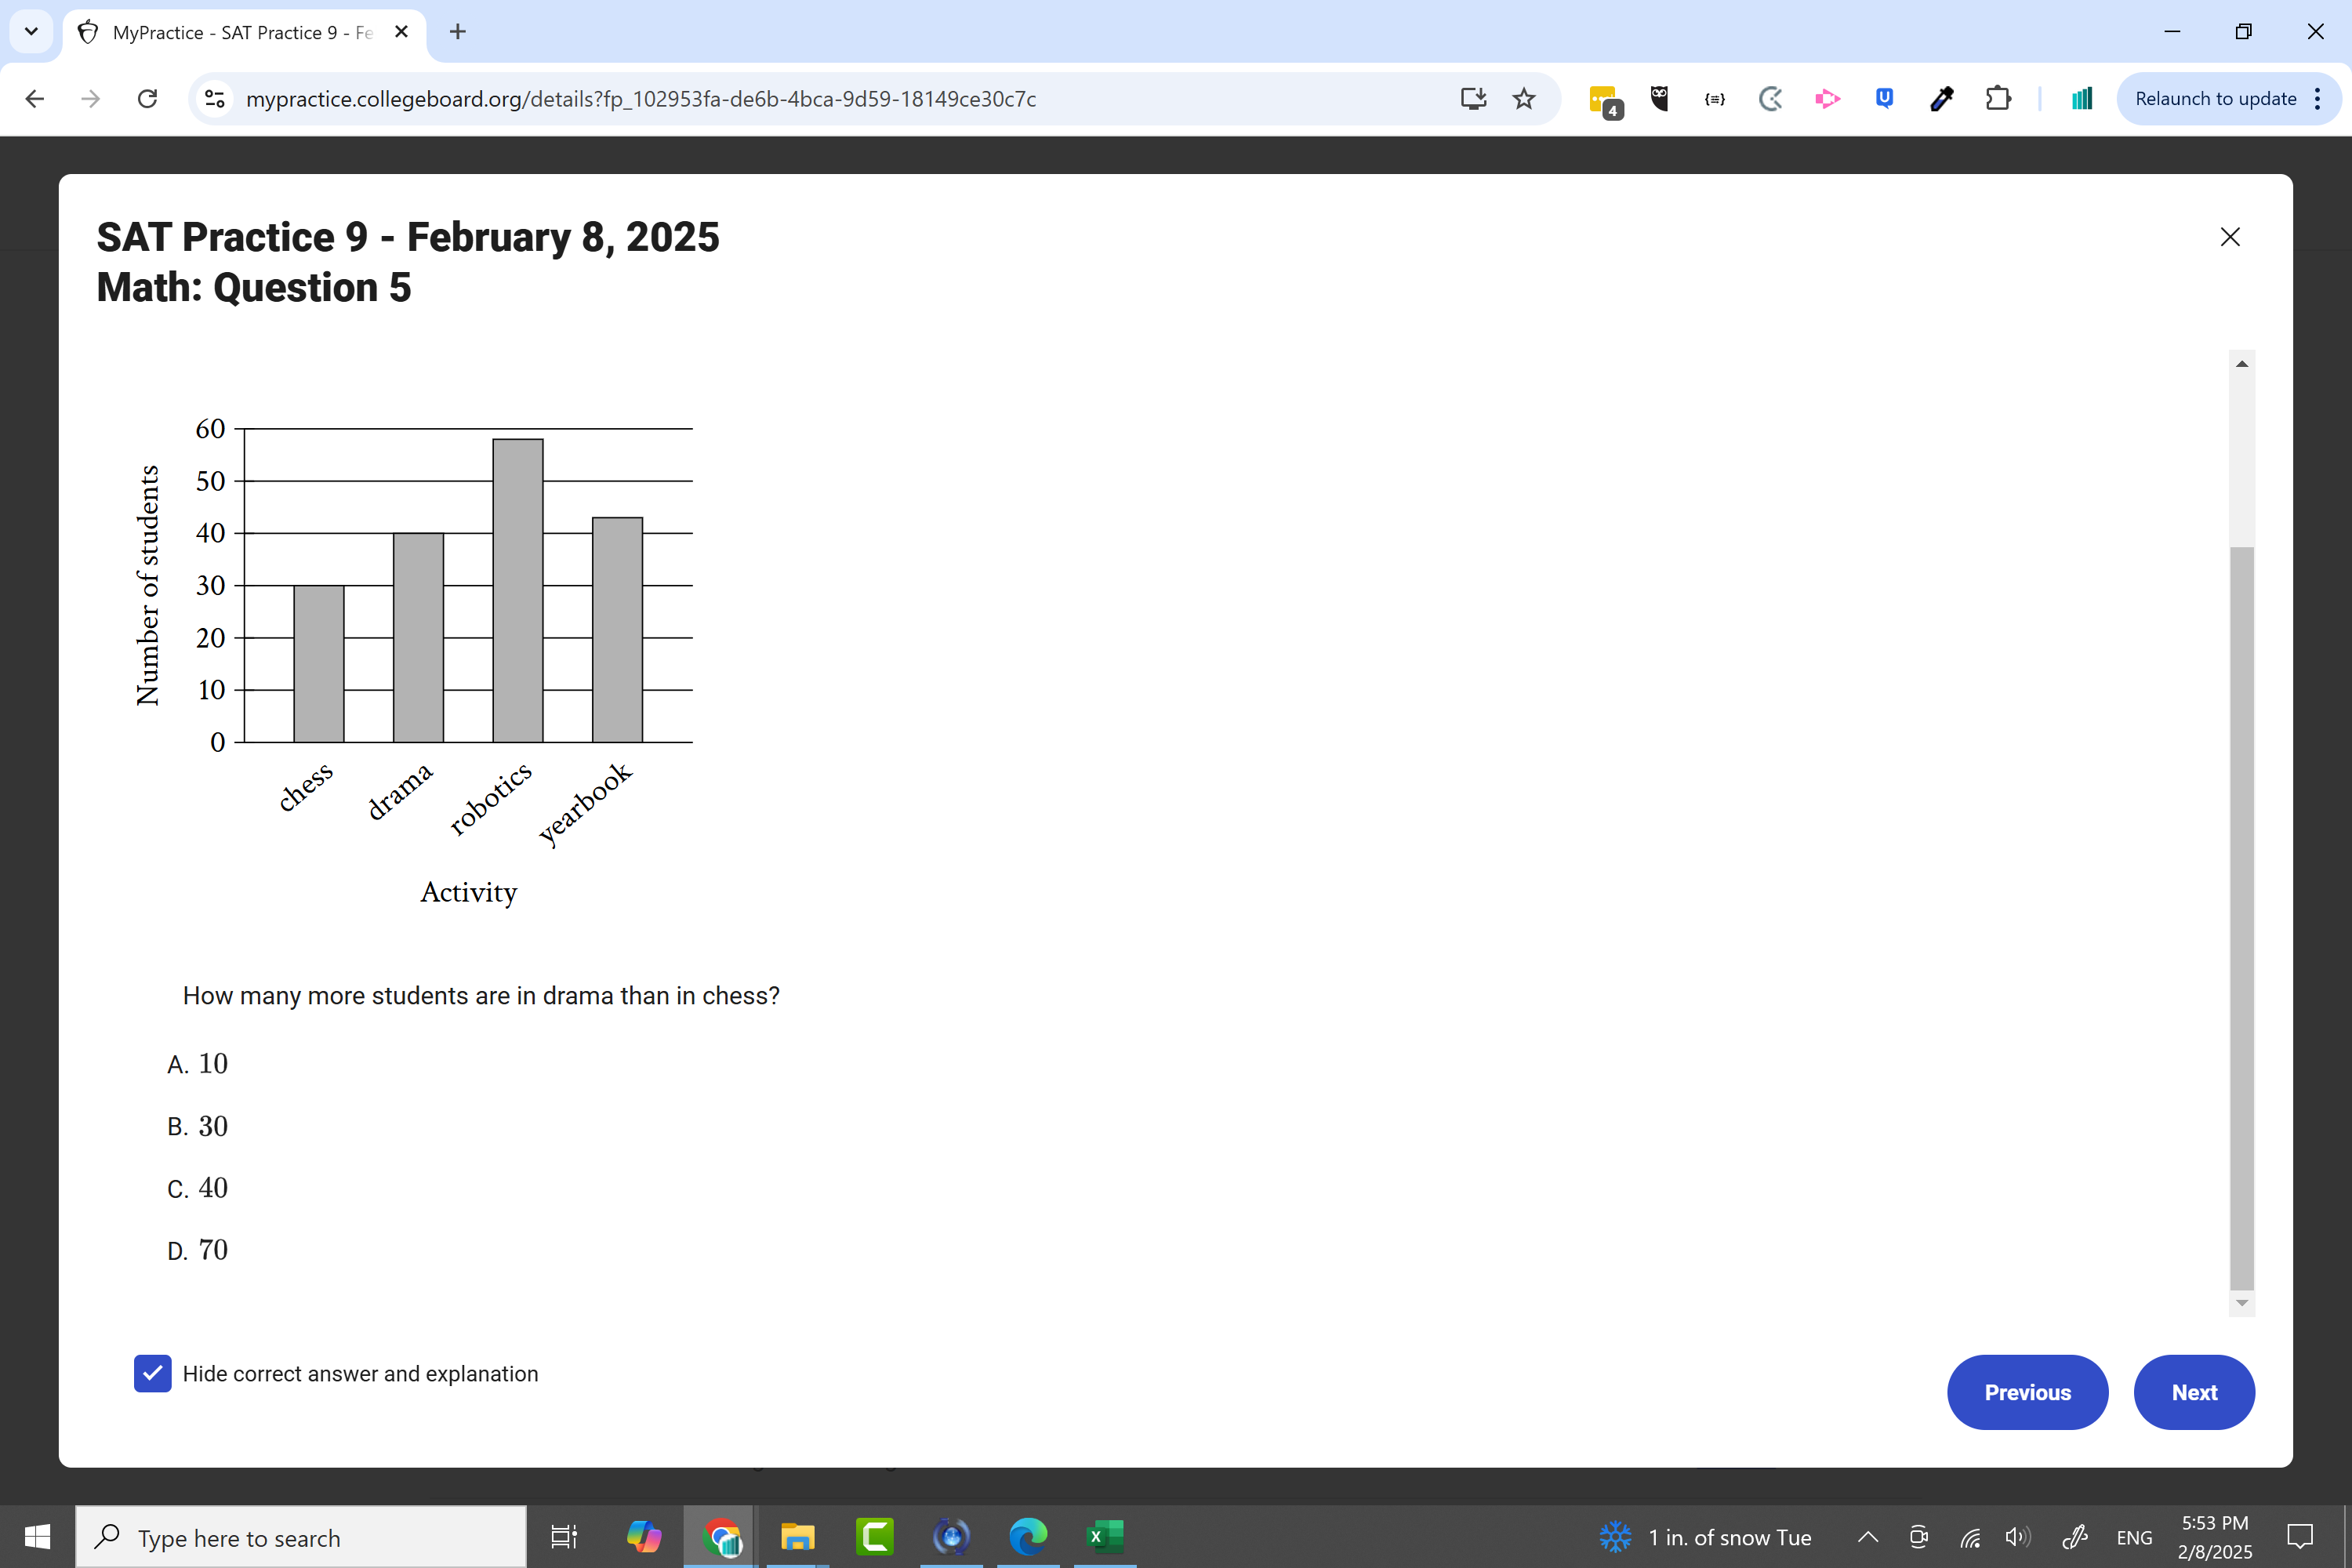 MyPractice - SAT Practice 9 - Fe
mypractice.collegeboard.org/details?fp_102953fa-de6b-4bca-9d59-18149ce30c7c
4
Relaunch to update
SAT Practice 9 - February 8, 2025
Math: Question 5
Number of students
60
50
40
30
20
10
0
chess
drama
robotics
yearbook
Activity
How many more students are in drama than in chess?
A. 10
B. 30
C. 40
D. 70
Hide correct answer and explanation
Previous
Next
Type here to search
1 in. of snow Tue
ENG
5:53 PM
2/8/2025